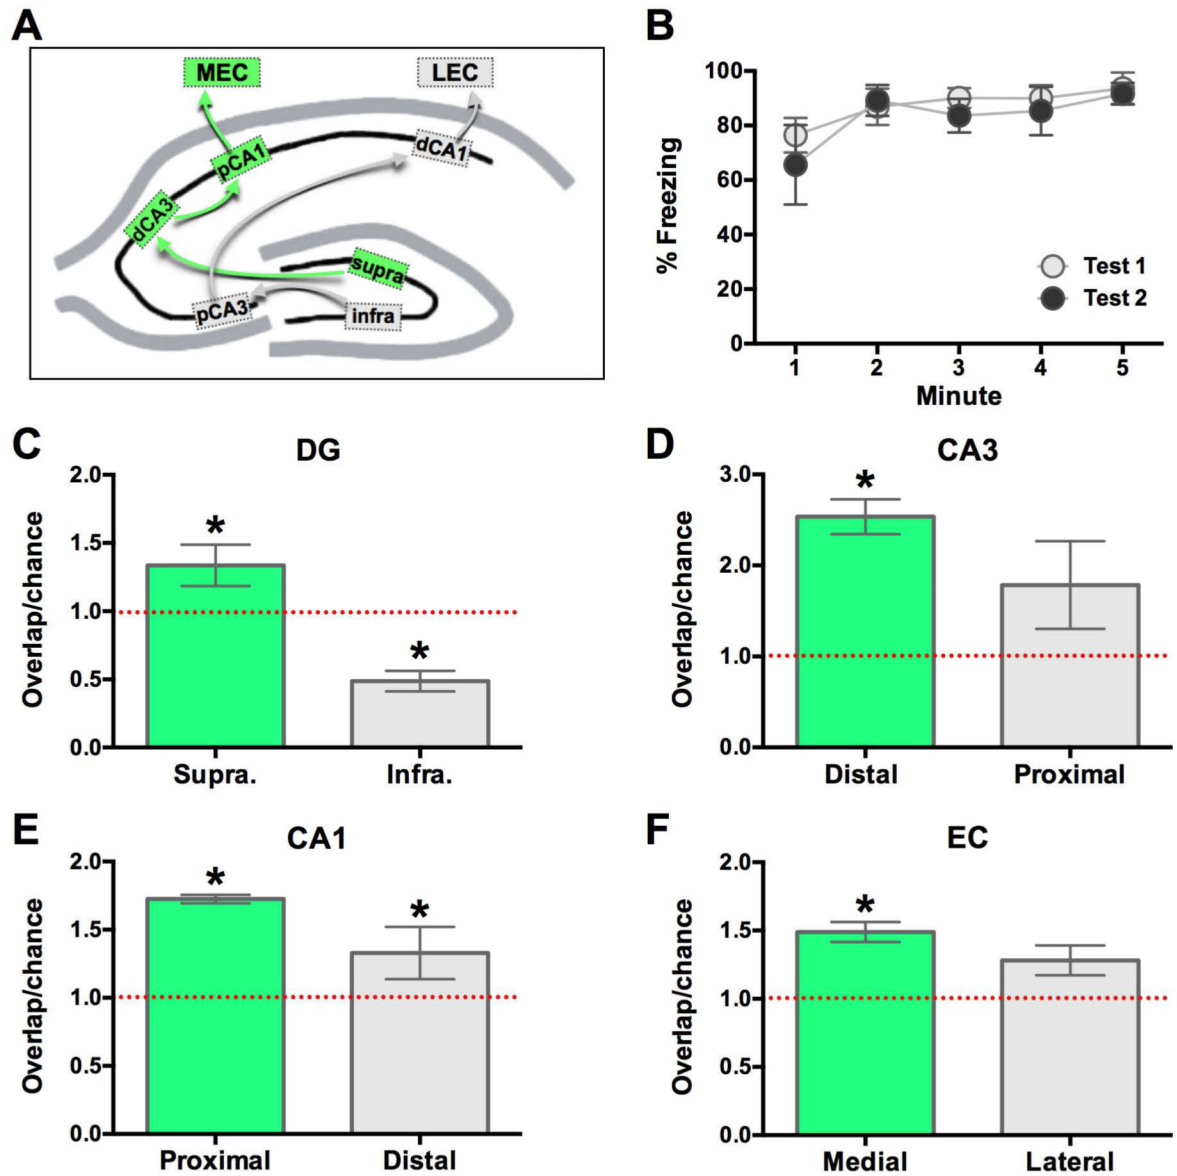 A
MEC
LEC
pCA1
dCA1
dCA3
supra
pCA3
infra
B
% Freezing
100
80
60
40
20
0
Test 1
Test 2
1 2 3 4 5
Minute
C
DG
Overlap/chance
2.0
*
1.5
1.0
*
0.5
0.0
Supra. Infra.
D
CA3
Overlap/chance
3.0
*
2.0
1.0
0.0
Distal Proximal
E
CA1
Overlap/chance
2.0
*
*
1.5
1.0
0.5
0.0
Proximal Distal
F
EC
Overlap/chance
2.0
*
1.5
1.0
0.5
0.0
Medial Lateral